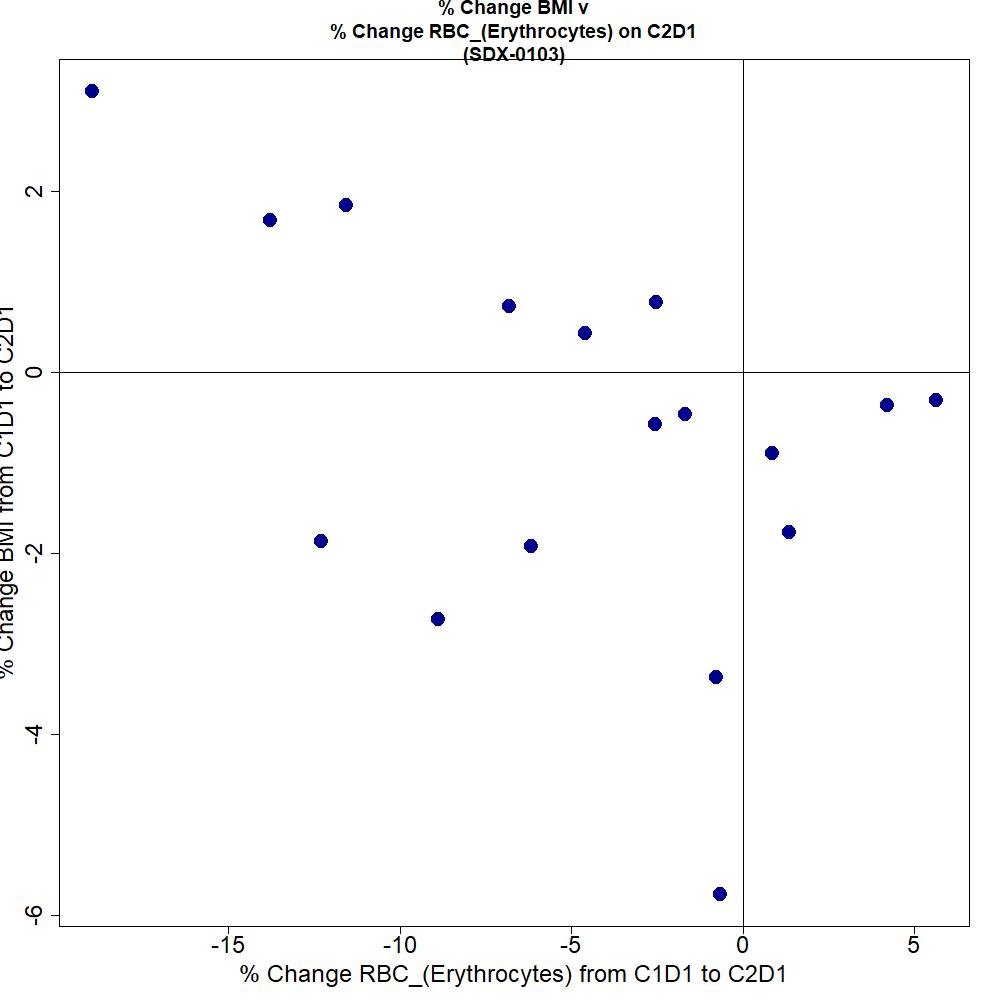 % Change BMI v
% Change RBC_(Erythrocytes) on C2D1
(SDX-0103)
% Change BMI from C1D1 to C2D1
2
0
-2
-4
-6
-15
-10
-5
0
5
% Change RBC_(Erythrocytes) from C1D1 to C2D1